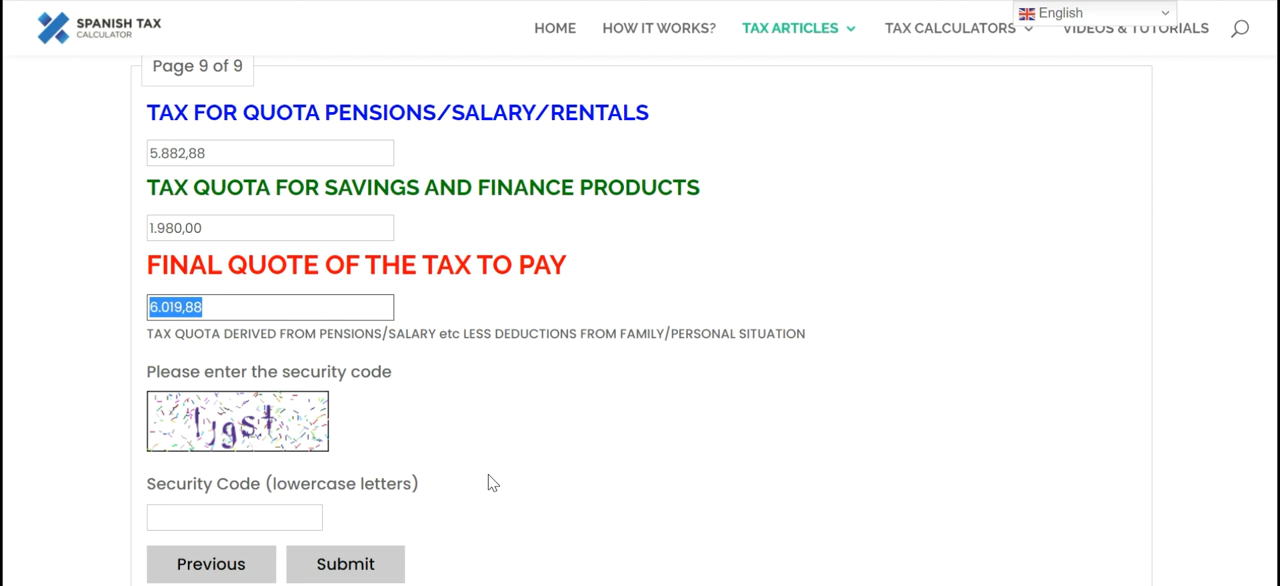 SPANISH TAX
CALCULATOR
HOME
HOW IT WORKS?
TAX ARTICLES
TAX CALCULATORS
VIDEOS & TUTORIALS
English
Page 9 of 9
TAX FOR QUOTA PENSIONS/SALARY/RENTALS
5.882,88
TAX QUOTA FOR SAVINGS AND FINANCE PRODUCTS
1.980,00
FINAL QUOTE OF THE TAX TO PAY
6.019,88
TAX QUOTA DERIVED FROM PENSIONS/SALARY etc LESS DEDUCTIONS FROM FAMILY/PERSONAL SITUATION
Please enter the security code
Security Code (lowercase letters)
Previous
Submit